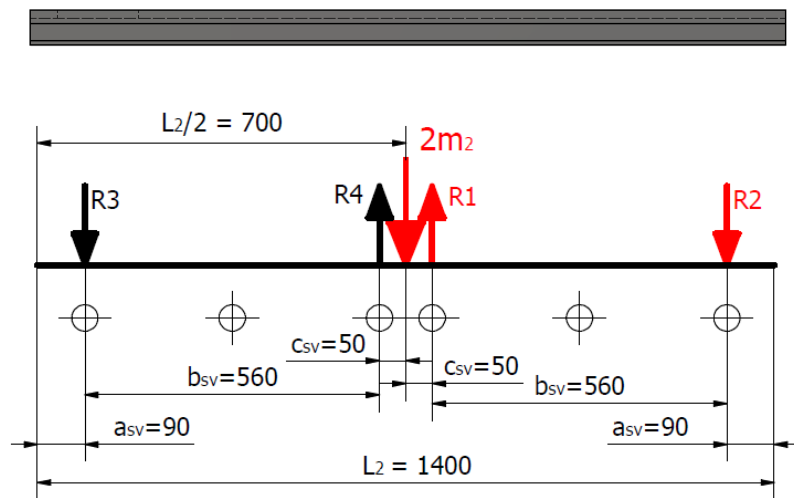 L₂/2 = 700
2m₂
R3
R4
R1
R2
csv=50
csv=50
bsv=560
bsv=560
asv=90
asv=90
L₂ = 1400